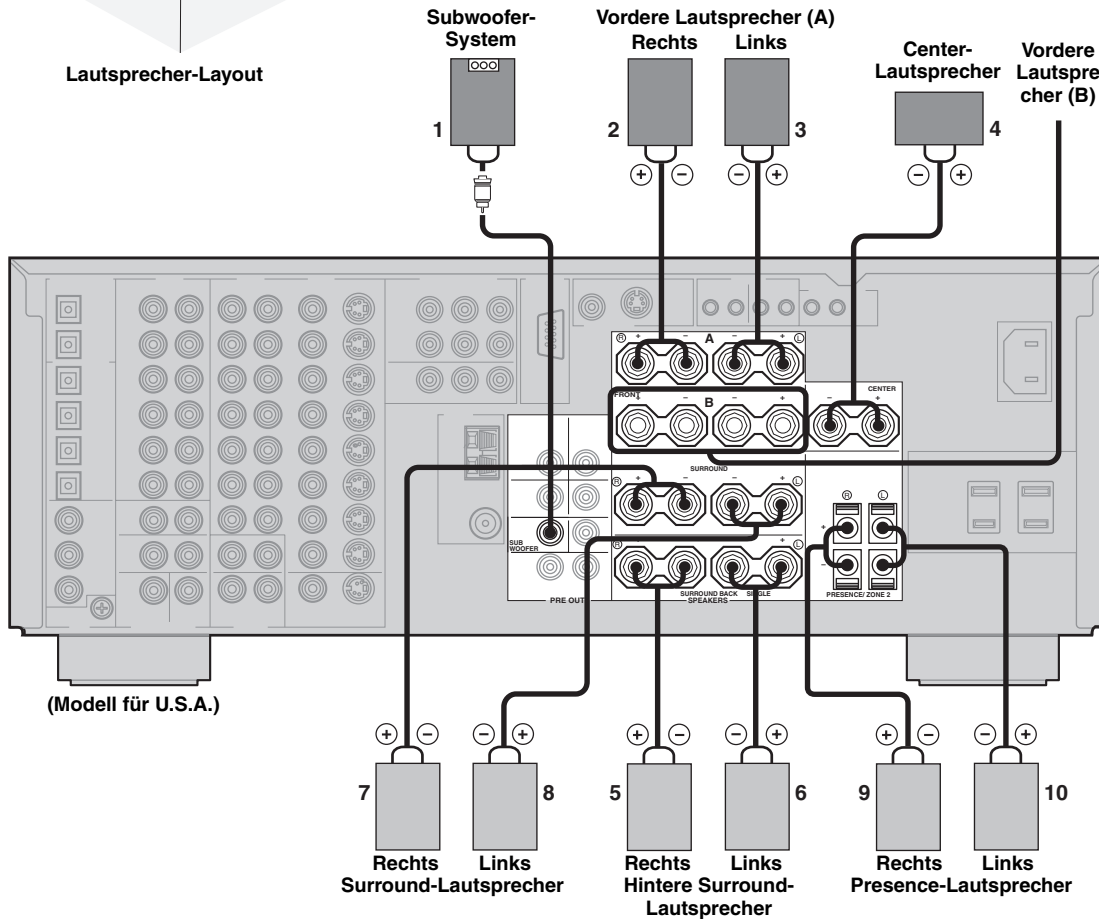 Lautsprecher-Layout
Subwoofer-
System
Vordere Lautsprecher (A)
Rechts
Links
Center-
Lautsprecher
Vordere
Lautspre
cher (B)
1
2
3
4
+ - - + - +
R + - A - + L
FRONT
+ - B - +
CENTER
- +
SURROUND
R + - - + L
R L
+
-
SUB
WOOFER
R + L
PRE OUT
SURROUND BACK
SINGLE
SPEAKERS
PRESENCE/ ZONE 2
(Modell für U.S.A.)
+ - - + + - - + + - - +
7
8
5
6
9
10
Rechts
Links
Surround-Lautsprecher
Rechts
Links
Hintere Surround-
Lautsprecher
Rechts
Links
Presence-Lautsprecher